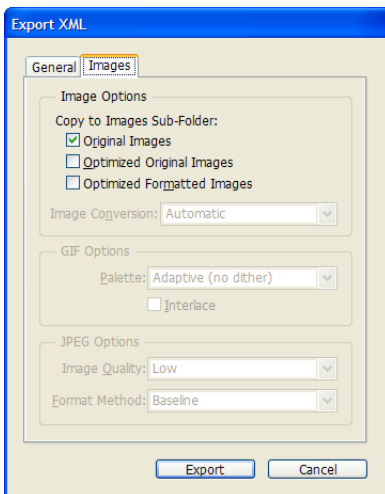 Export XML
General Images
Image Options
Copy to Images Sub-Folder:
Original Images
Optimized Original Images
Optimized Formatted Images
Image Conversion: Automatic
GIF Options
Palette: Adaptive (no dither)
Interlace
JPEG Options
Image Quality: Low
Format Method: Baseline
Export Cancel